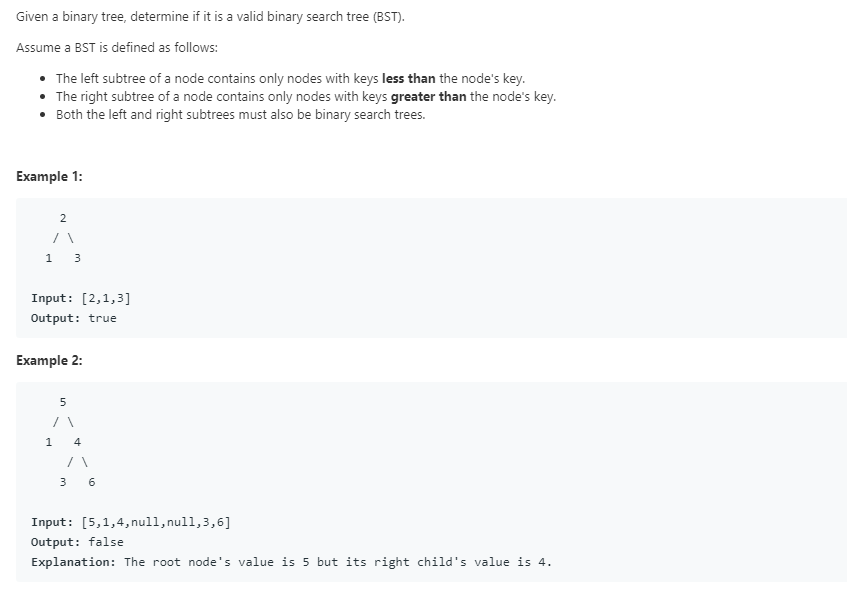 Given a binary tree, determine if it is a valid binary search tree (BST).
Assume a BST is defined as follows:
• The left subtree of a node contains only nodes with keys less than the node's key.
• The right subtree of a node contains only nodes with keys greater than the node's key.
• Both the left and right subtrees must also be binary search trees.
Example 1:
2
/ \
1 3
Input: [2,1,3]
Output: true
Example 2:
5
/ \
1 4
/ \
3 6
Input: [5,1,4,null,null,3,6]
Output: false
Explanation: The root node's value is 5 but its right child's value is 4.